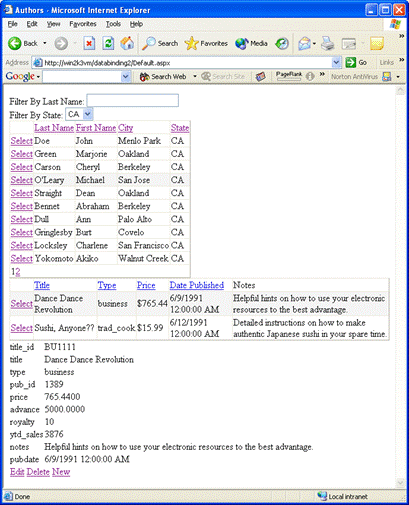 Authors - Microsoft Internet Explorer
File Edit View Favorites Tools Help
Back Search Favorites Media
Address http://win2k3vm/databinding2/Default.aspx Go Links
Google Search Web Search Site PageRank Norton AntiVirus
Filter By Last Name:
Filter By State: CA
Last Name First Name City State
Select Doe John Menlo Park CA
Select Green Marjorie Oakland CA
Select Carson Cheryl Berkeley CA
Select O'Leary Michael San Jose CA
Select Straight Dean Oakland CA
Select Bennet Abraham Berkeley CA
Select Dull Ann Palo Alto CA
Select Gringlesby Burt Covelo CA
Select Locksley Charlene San Francisco CA
Select Yokomoto Akiko Walnut Creek CA
12
Title Type Price Date Published Notes
Select Dance Dance Revolution business $765.44 6/9/1991 12:00:00 AM Helpful hints on how to use your electronic resources to the best advantage.
Select Sushi, Anyone?? trad_cook $15.99 6/12/1991 12:00:00 AM Detailed instructions on how to make authentic Japanese sushi in your spare time.
title_id BU1111
title Dance Dance Revolution
type business
pub_id 1389
price 765.4400
advance 5000.0000
royalty 10
ytd_sales 3876
notes Helpful hints on how to use your electronic resources to the best advantage.
pubdate 6/9/1991 12:00:00 AM
Edit Delete New
Done Local intranet